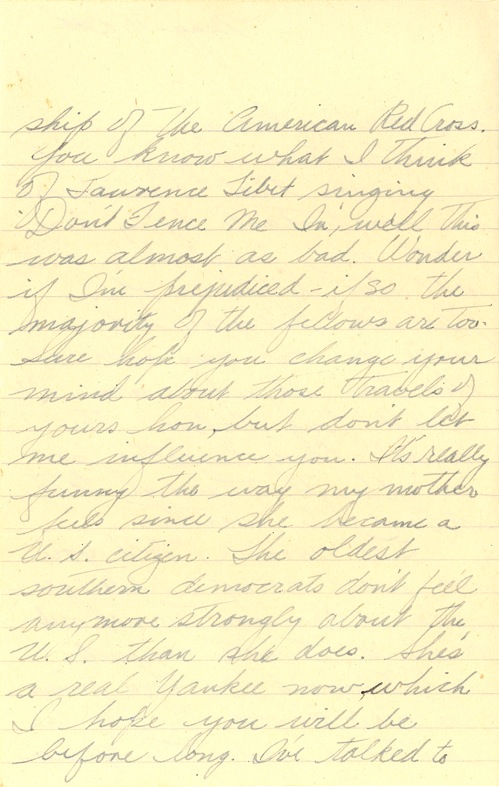 ship of the American Red Cross.
You know what I think
of Lawrence Tibet singing
"Don't Fence Me In", well this
was almost as bad. Wonder
if I'm prejudiced - if so the
majority of the fellows are too.
Sure hope you change your
mind about those travels of
yours hon, but don't let
me influence you. It's really
funny the way my mother
feels since she became a
U. S. citizen. The oldest
southern democrats don't feel
anymore strongly about the
U. S. than she does. She's
a real Yankee now, which
I hope you will be
before long. I've talked to